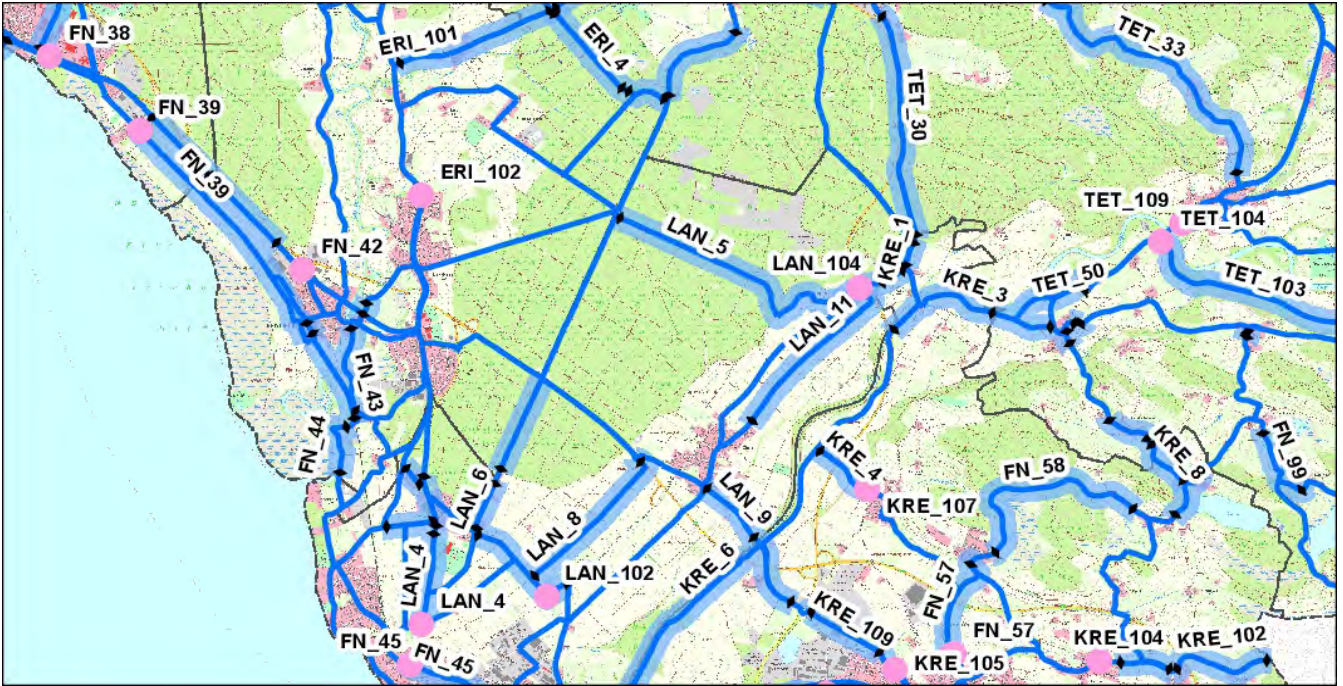 FN_38
ERI_101
ERI_4
TET_33
FN_39
TET_30
FN_39
ERI_102
TET_109
TET_104
FN_42
LAN_5
LAN_104
KRE_1
KRE_3
TET_50
TET_103
LAN_11
FN_43
FN_44
KRE_4
FN_58
KRE_8
FN_99
LAN_6
LAN_9
KRE_107
LAN_8
KRE_6
LAN_4
LAN_102
LAN_4
FN_57
KRE_109
FN_57
FN_45
FN_45
KRE_105
KRE_104
KRE_102